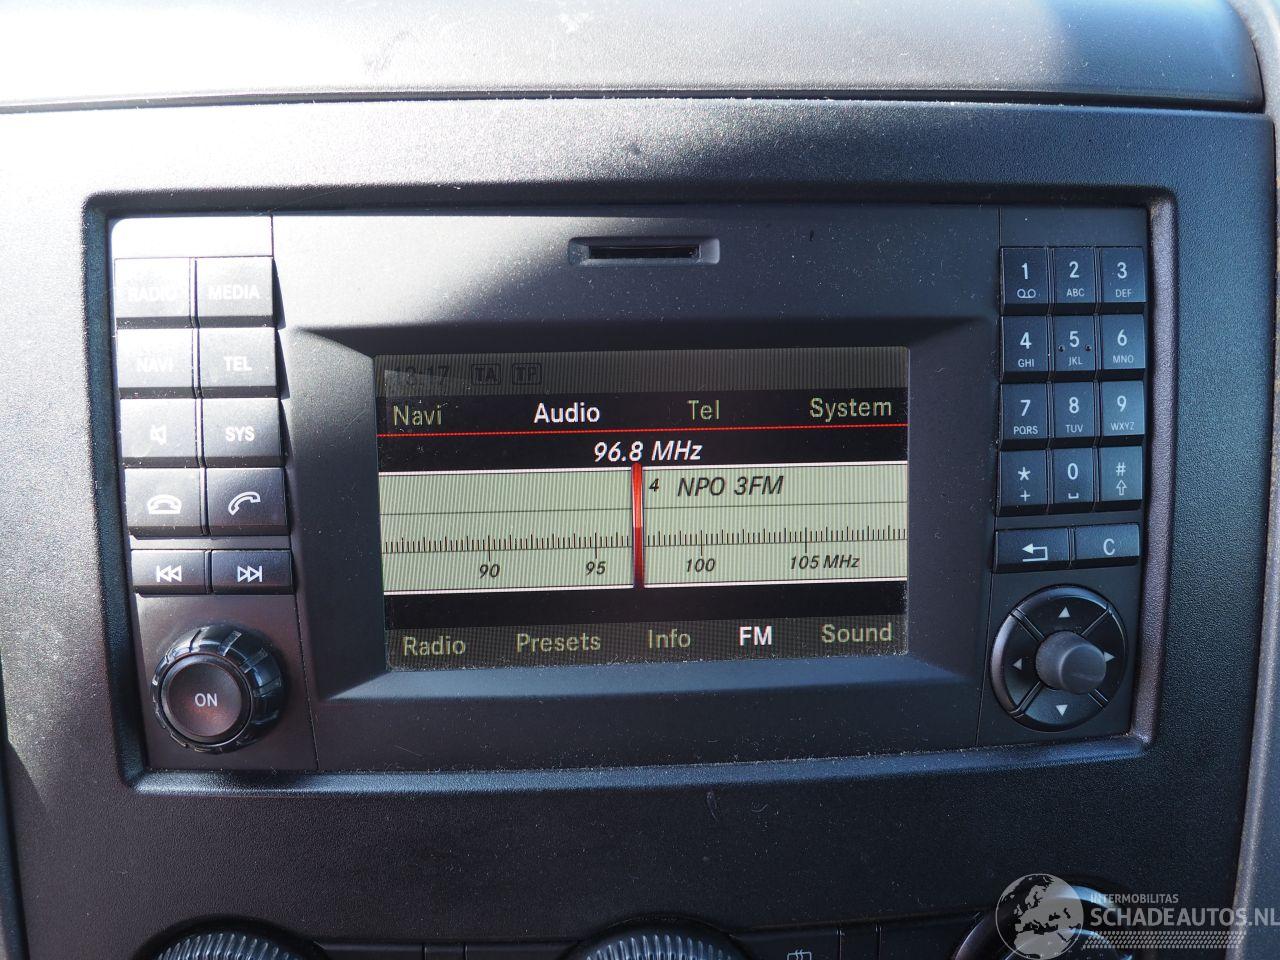 RADIO MEDIA
NAVI TEL
SYS
ON
13:17 TA TP
Navi Audio Tel System
96.8 MHz
4 NPO 3FM
90 95 100 105 MHz
Radio Presets Info FM Sound
1 2 ABC 3 DEF
4 GHI 5 JKL 6 MNO
7 PQRS 8 TUV 9 WXYZ
* + 0 #
C
INTERMOBILITAS
SCHADEAUTOS.NL